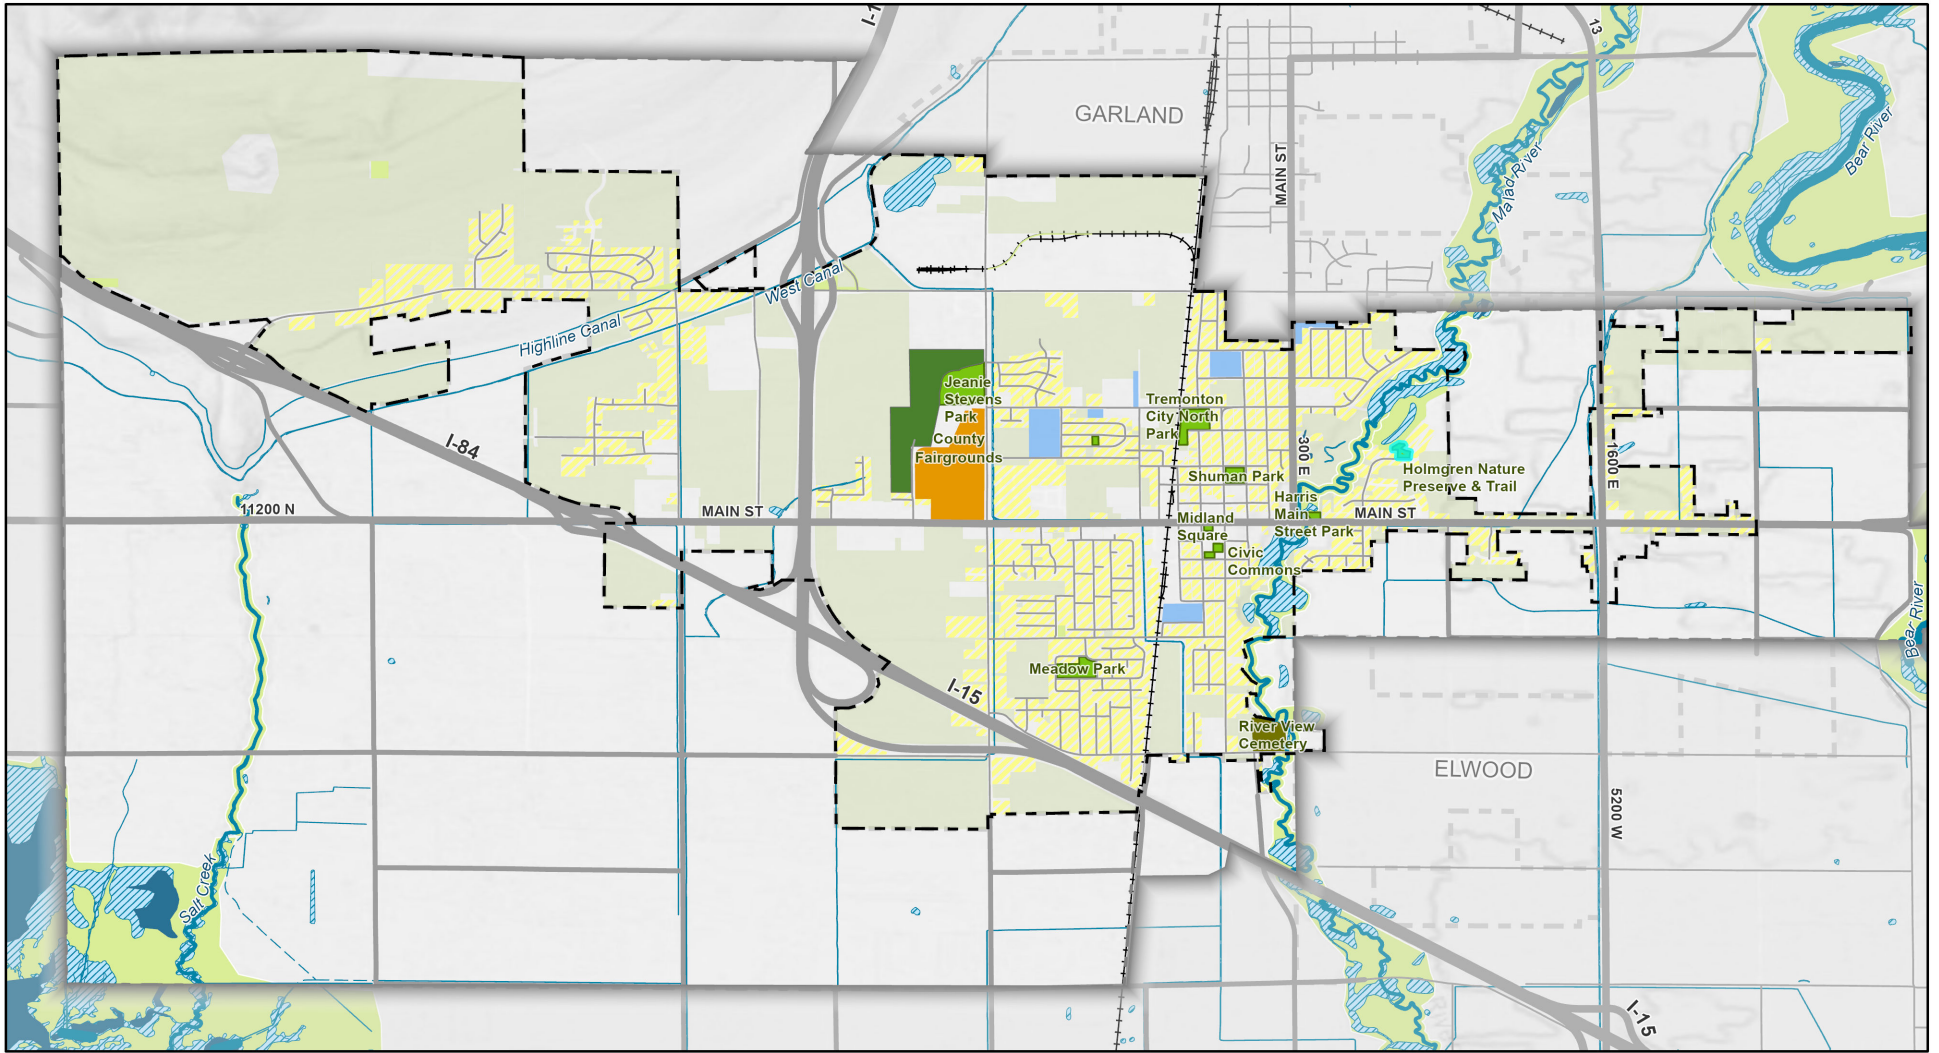 I-1
13
GARLAND
Bear River
MAIN ST
Malad River
West Canal
Highline Canal
Jeanie
Stevens
Park
County
Fairgrounds
Tremonton
City North
Park
I-84
300 E
1600 E
Holmgren Nature
Preserve & Trail
Shuman Park
Harris
Main
Street Park
11200 N
MAIN ST
MAIN ST
Midland
Square
Civic
Commons
Bear River
Meadow Park
I-15
River View
Cemetery
ELWOOD
5200 W
Salt Creek
I-15